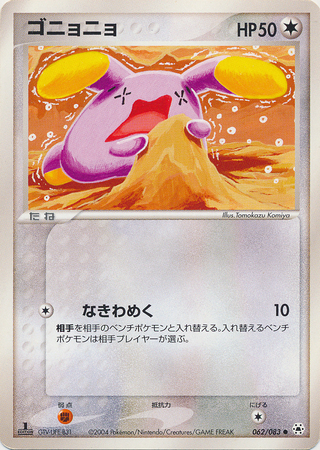 ゴニョニョ HP50
Illus.Tomokazu Komiya
たね
なきわめく 10
相手を相手のベンチポケモンと入れ替える。入れ替えるベンチ
ポケモンは相手プレイヤーが選ぶ。
弱点 抵抗力 にげる
1 EDITION
©2004 Pokémon/Nintendo/Creatures/GAME FREAK
062/083